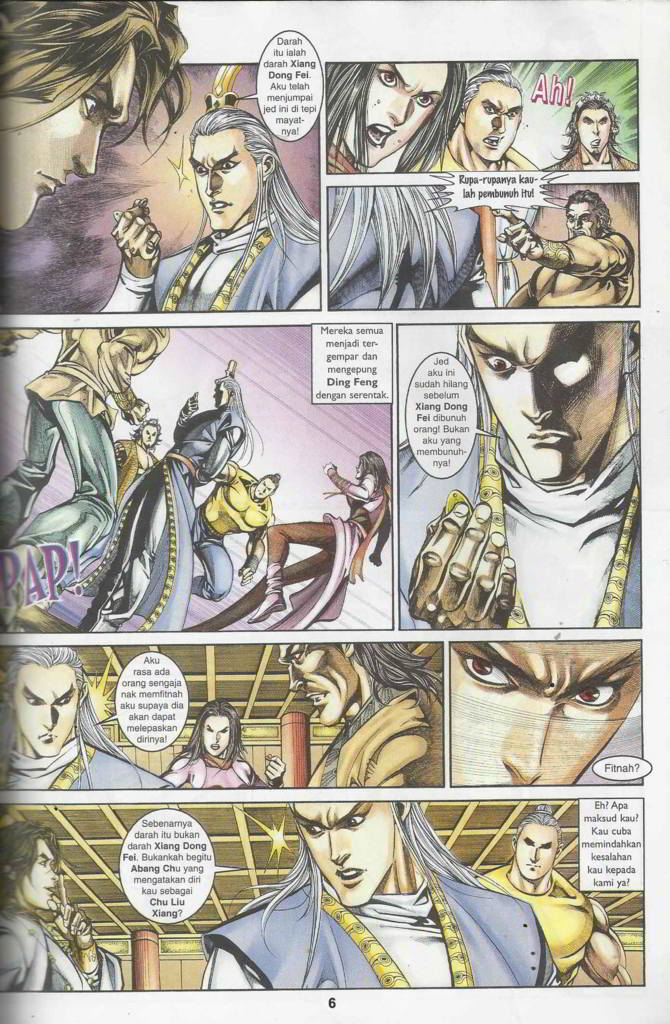 Darah
itu ialah
darah Xiang
Dong Fei.
Aku telah
menjumpai
jed ini di tepi
mayat-
nya!
Ah!
Rupa-rupanya kau-
lah pembunuh itu!
Mereka semua
menjadi ter-
gempar dan
mengepung
Ding Feng
dengan serentak.
PAP!
Jed
aku ini
sudah hilang
sebelum
Xiang Dong
Fei dibunuh
orang! Bukan
aku yang
membunuh-
nya!
Aku
rasa ada
orang sengaja
nak memfitnah
aku supaya dia
akan dapat
melepaskan
dirinya!
Fitnah?
Sebenarnya
darah itu bukan
darah Xiang Dong
Fei. Bukankah begitu
Abang Chu yang
mengatakan diri
kau sebagai
Chu Liu
Xiang?
Eh? Apa
maksud kau?
Kau cuba
memindahkan
kesalahan
kau kepada
kami ya?
6